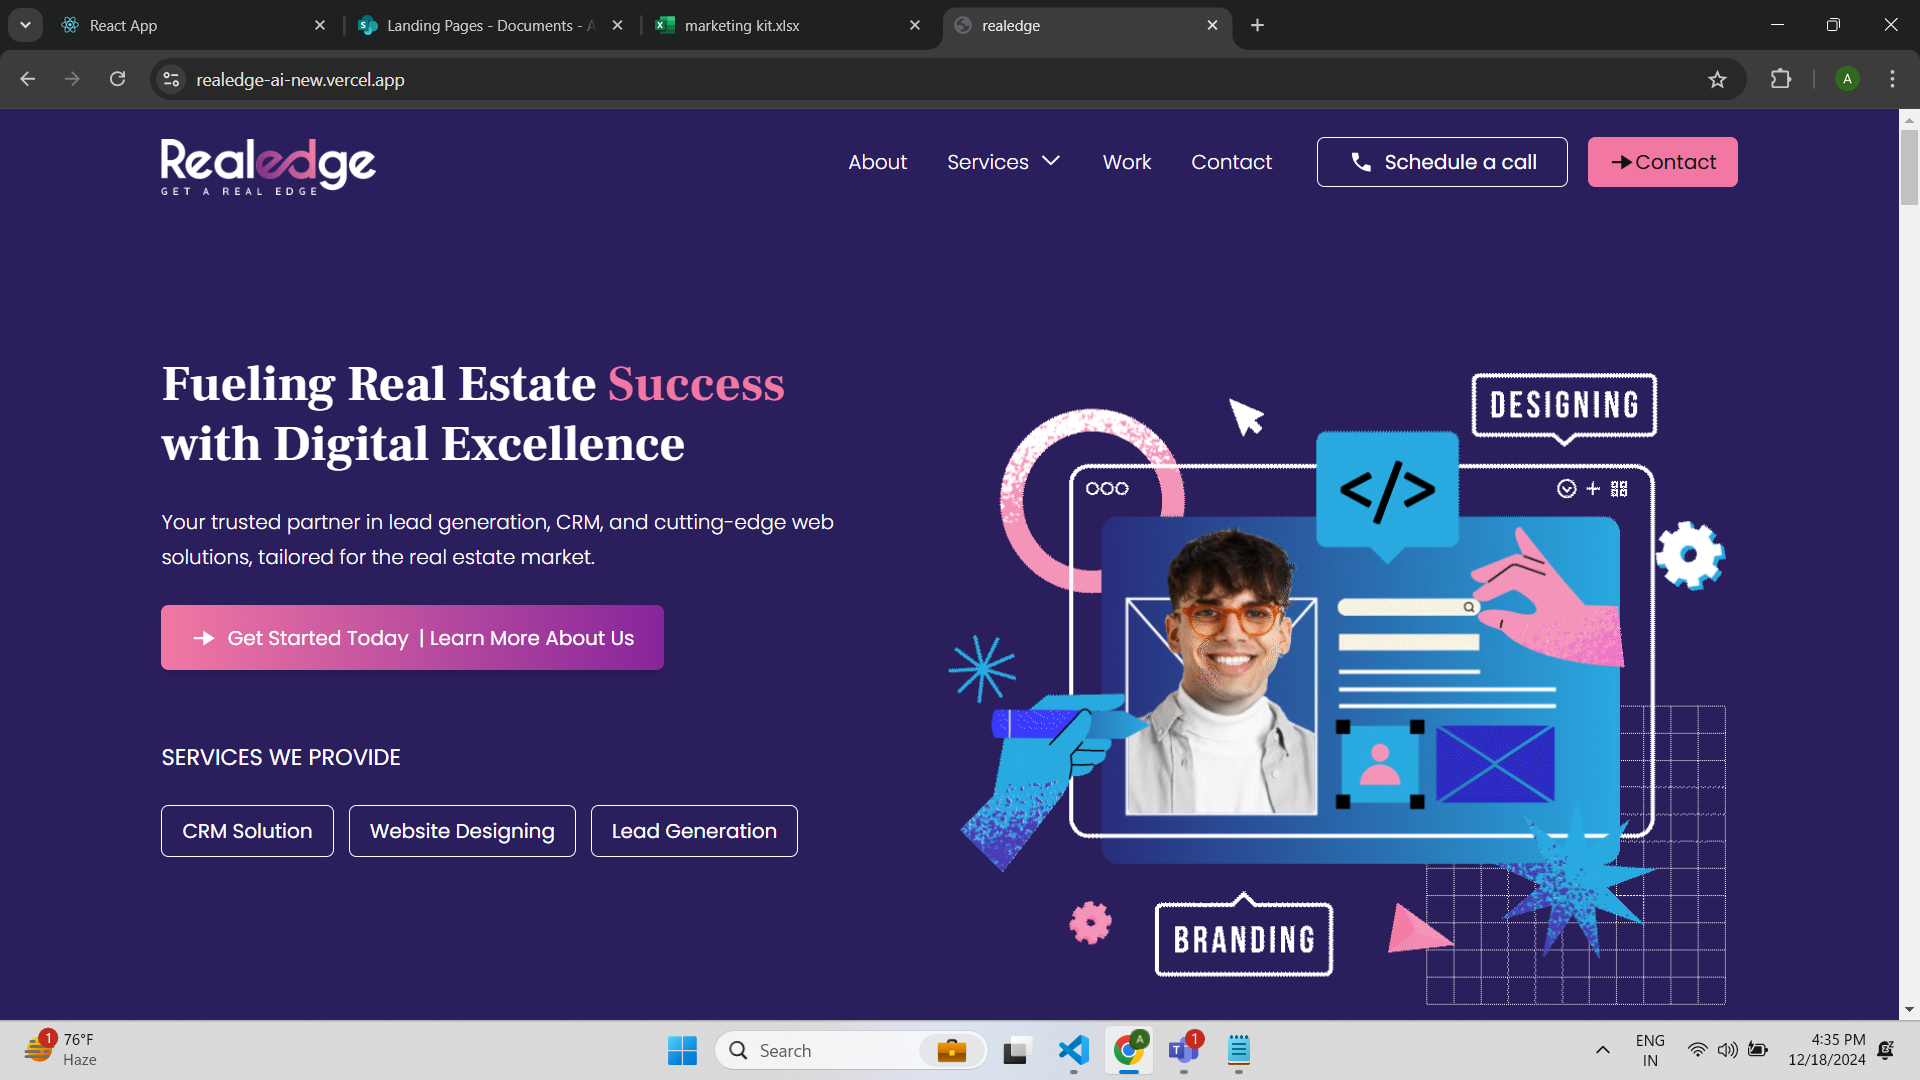 React App
Landing Pages - Documents - A
marketing kit.xlsx
realedge
realedge-ai-new.vercel.app
A
Realedge
GET A REAL EDGE
About
Services
Work
Contact
Schedule a call
Contact
Fueling Real Estate Success
with Digital Excellence
Your trusted partner in lead generation, CRM, and cutting-edge web
solutions, tailored for the real estate market.
Get Started Today | Learn More About Us
SERVICES WE PROVIDE
CRM Solution
Website Designing
Lead Generation
DESIGNING
</>
BRANDING
1
76°F
Haze
Search
A
1
ENG
IN
4:35 PM
12/18/2024